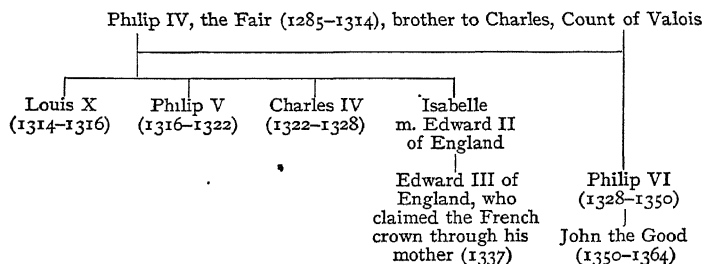 Philip IV, the Fair (1285–1314), brother to Charles, Count of Valois
Louis X
(1314–1316)
Philip V
(1316–1322)
Charles IV
(1322–1328)
Isabelle
m. Edward II
of England
Edward III of
England, who
claimed the French
crown through his
mother (1337)
Philip VI
(1328–1350)
John the Good
(1350–1364)